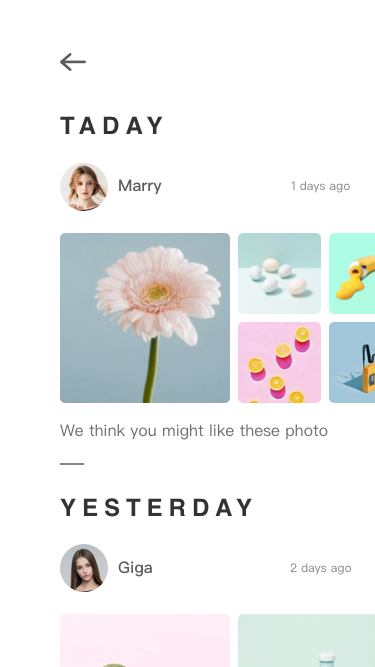 TADAY
Marry
1 days ago
We think you might like these photo
YESTERDAY
Giga
2 days ago